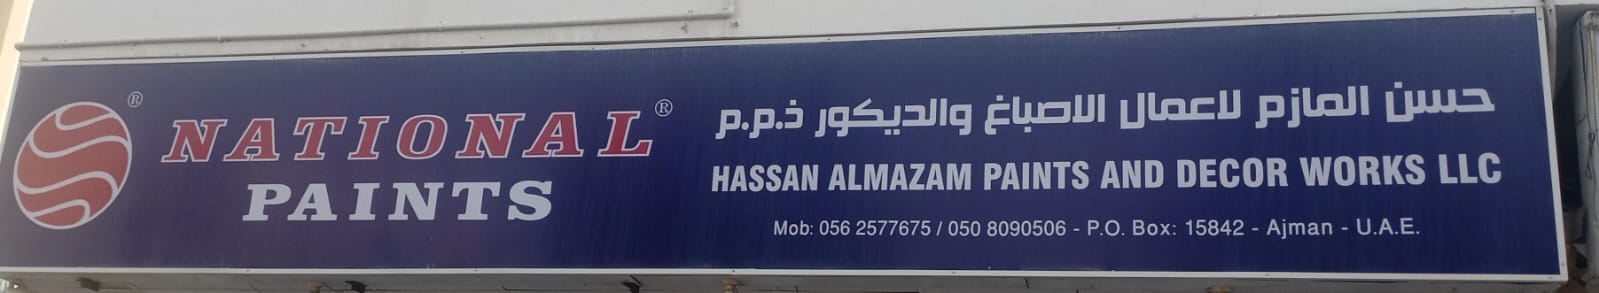 NATIONAL®
PAINTS
حسن المازم لاعمال الاصباغ والديكور ذ.م.م
HASSAN ALMAZAM PAINTS AND DECOR WORKS LLC
Mob: 056 2577675 / 050 8090506 - P.O. Box: 15842 - Ajman - U.A.E.